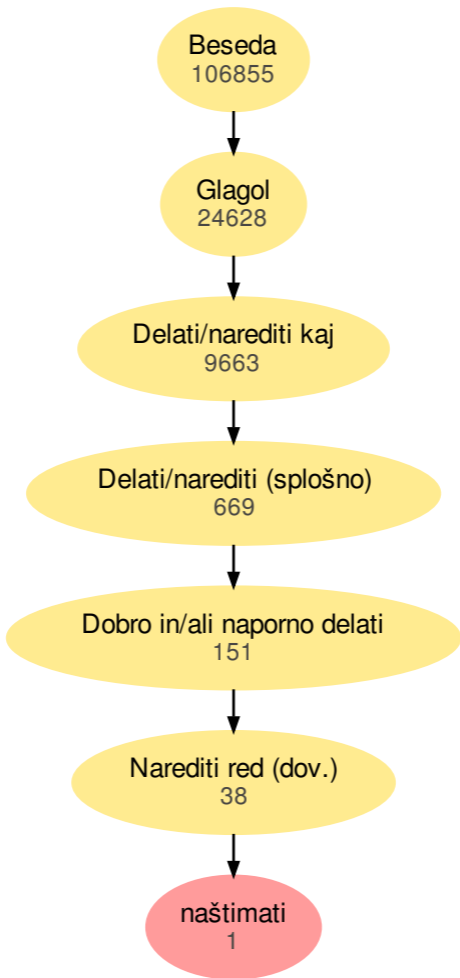 Beseda
106855
Glagol
24628
Delati/narediti kaj
9663
Delati/narediti (splošno)
669
Dobro in/ali naporno delati
151
Narediti red (dov.)
38
naštimati
1